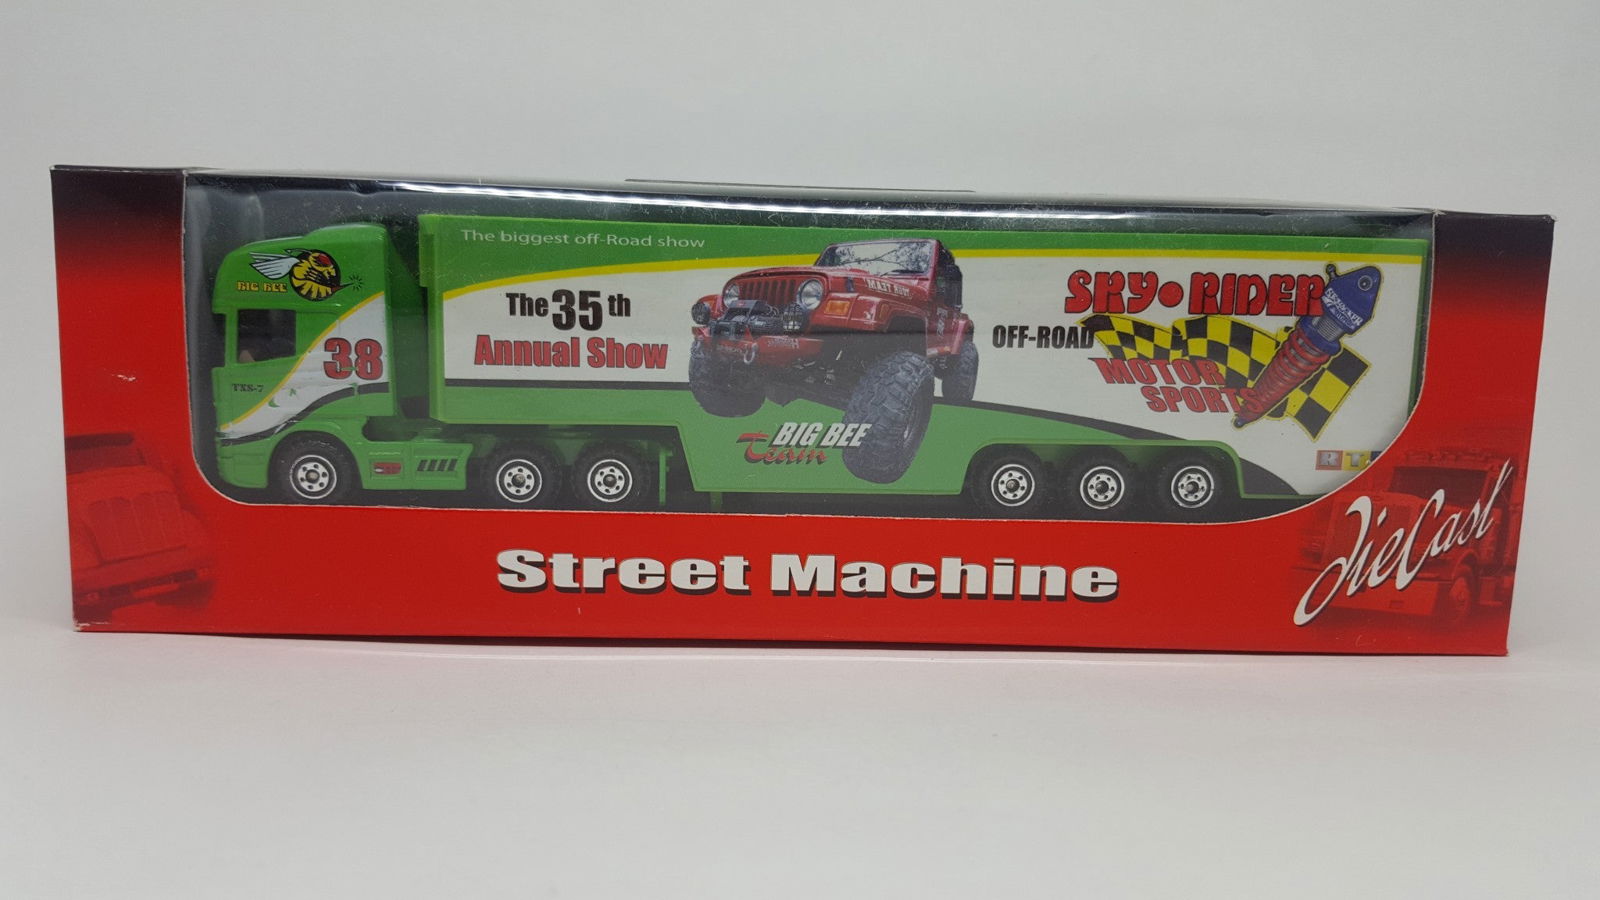 The biggest off-Road show
BIG BEE
The 35th
Annual Show
38
TXS-7
SKY•RIDER
OFF-ROAD
MOTOR
SPORTS
BIG BEE
Team
Street Machine
DieCast